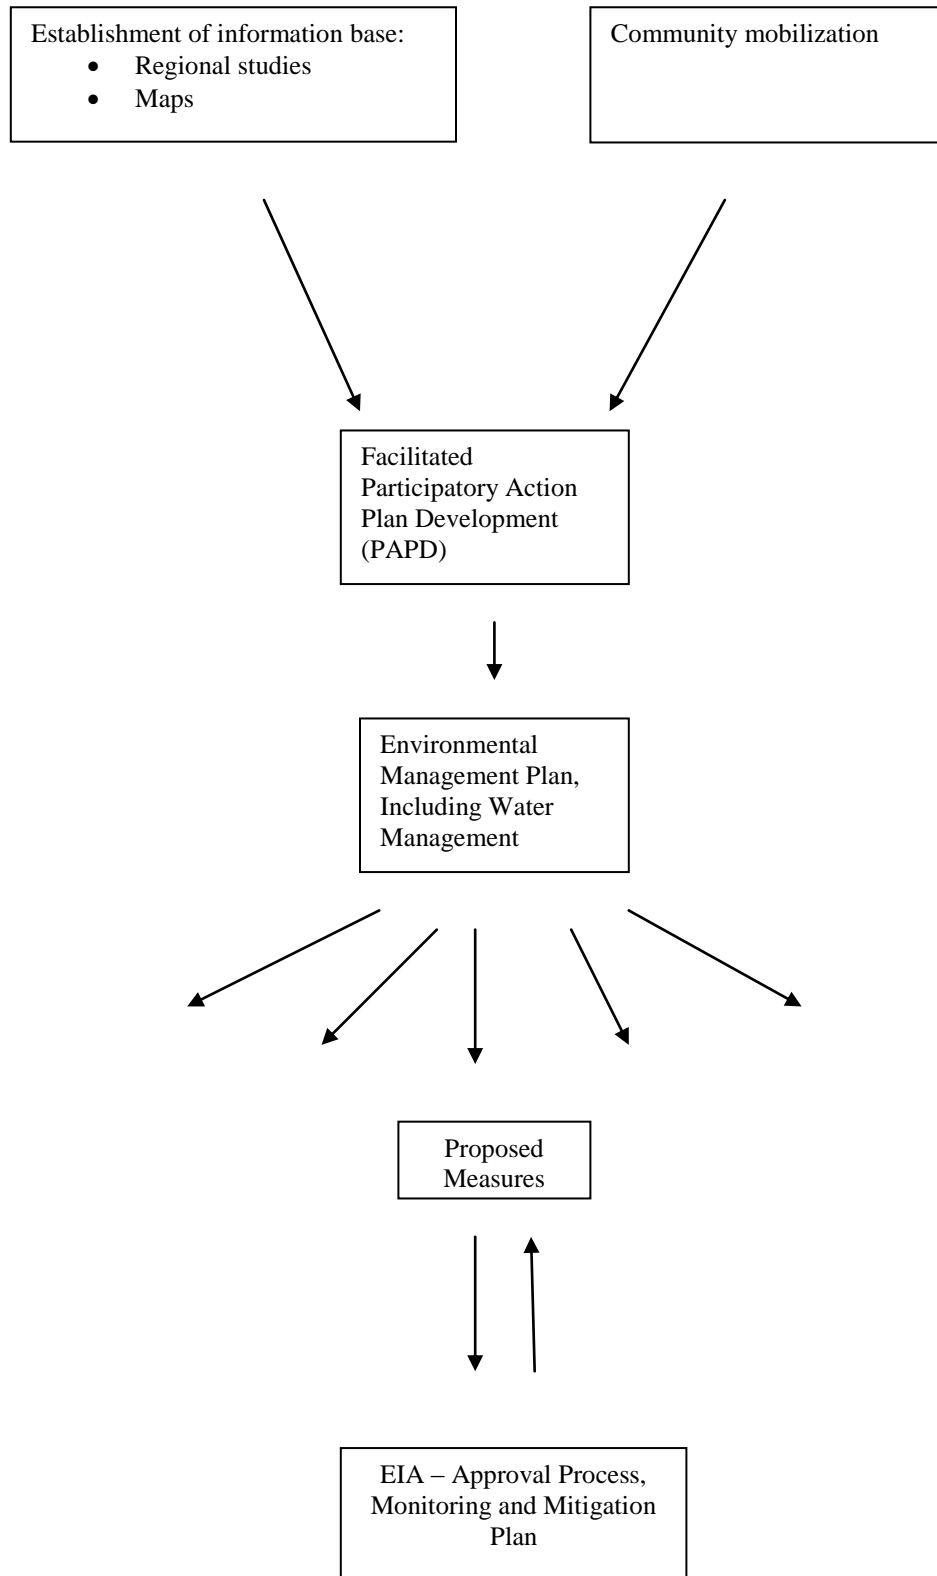 Establishment of information base:
• Regional studies
• Maps
Community mobilization
Facilitated
Participatory Action
Plan Development
(PAPD)
Environmental
Management Plan,
Including Water
Management
Proposed
Measures
EIA – Approval Process,
Monitoring and Mitigation
Plan